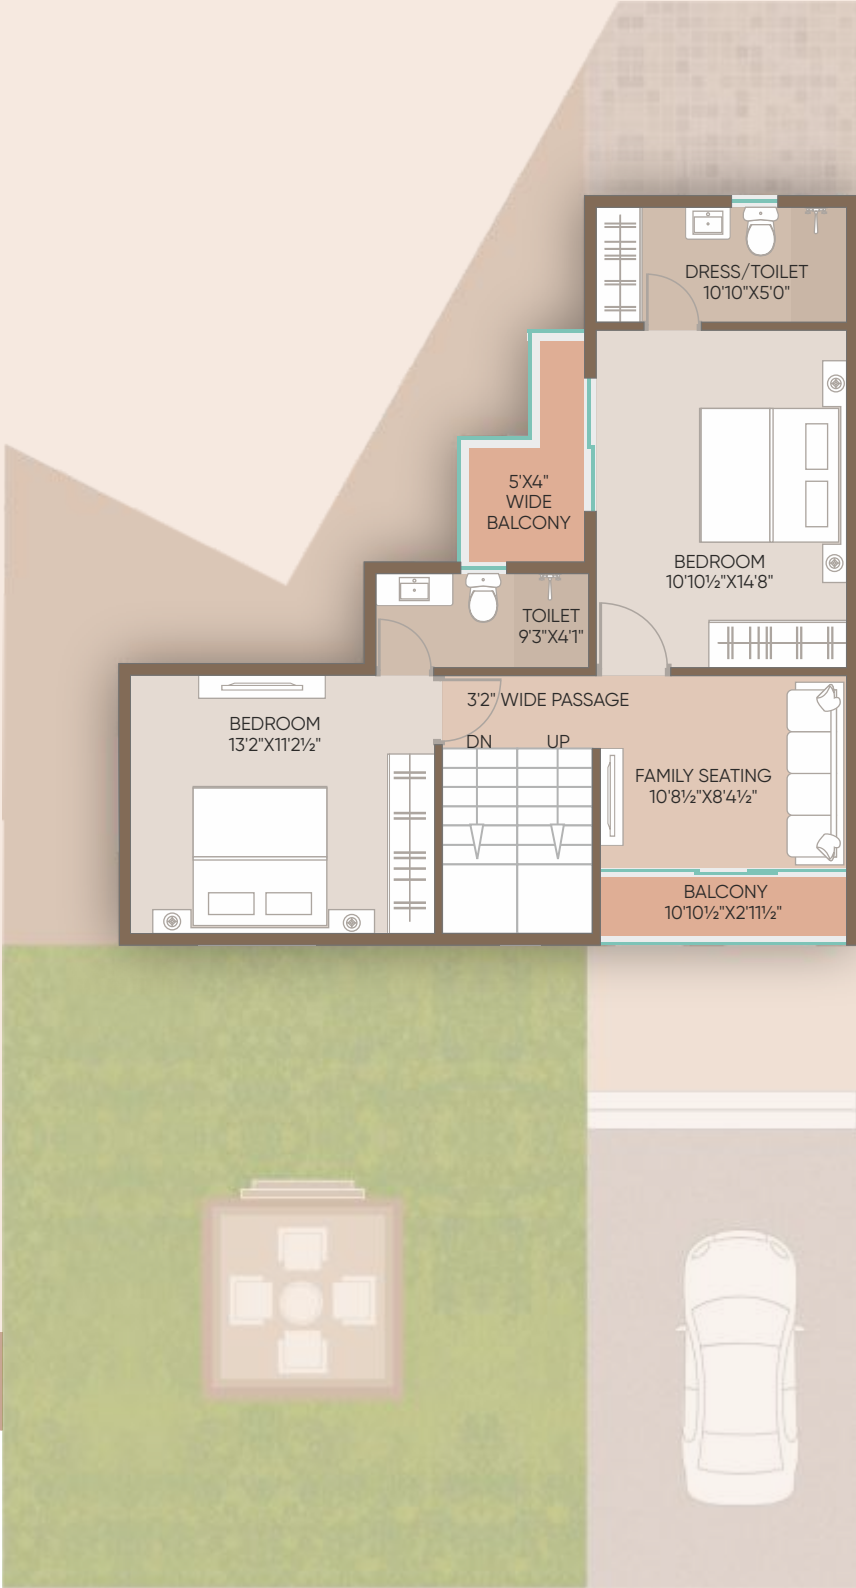 DRESS/TOILET
10'10"X5'0"
5'X4"
WIDE
BALCONY
BEDROOM
10'10½"X14'8"
TOILET
9'3"X4'1"
3'2" WIDE PASSAGE
BEDROOM
13'2"X11'2½"
DN UP
FAMILY SEATING
10'8½"X8'4½"
BALCONY
10'10½"X2'11½"